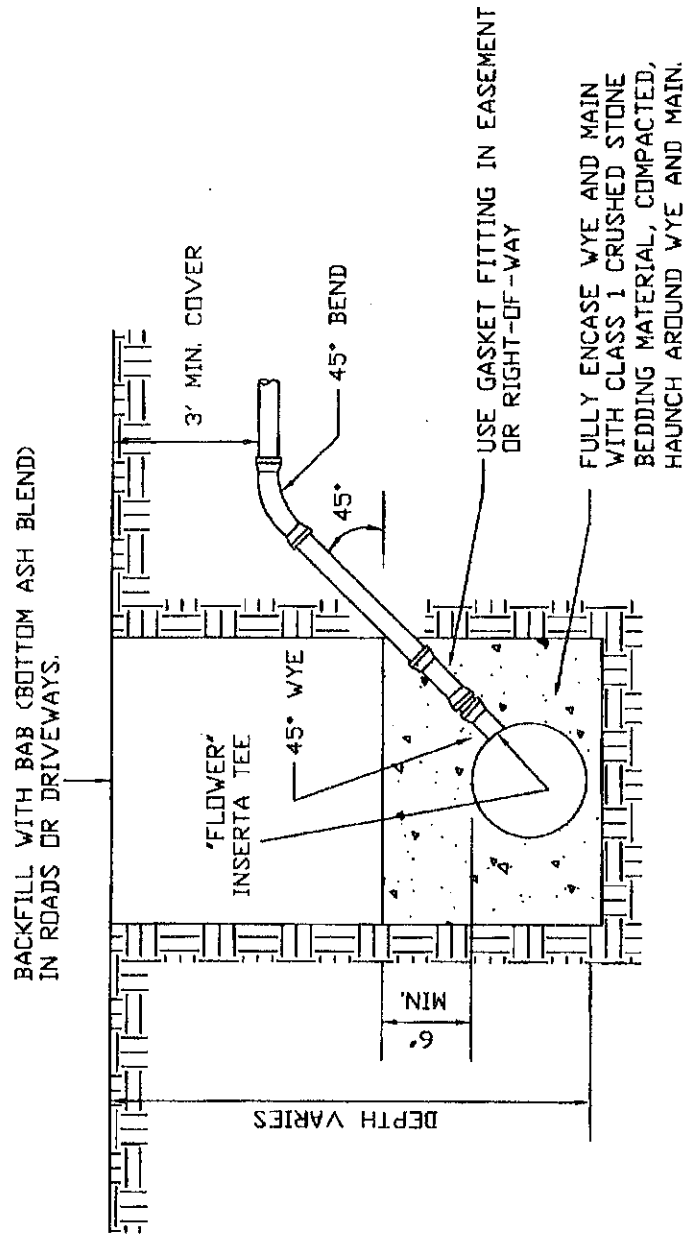 BACKFILL WITH BAB (BOTTOM ASH BLEND)
IN ROADS OR DRIVEWAYS.
3' MIN. COVER
45° BEND
45°
45° WYE
"FLOWER"
INSERTA TEE
USE GASKET FITTING IN EASEMENT
OR RIGHT-OF-WAY
FULLY ENCASE WYE AND MAIN
WITH CLASS 1 CRUSHED STONE
BEDDING MATERIAL, COMPACTED,
HAUNCH AROUND WYE AND MAIN.
6"
MIN.
DEPTH VARIES